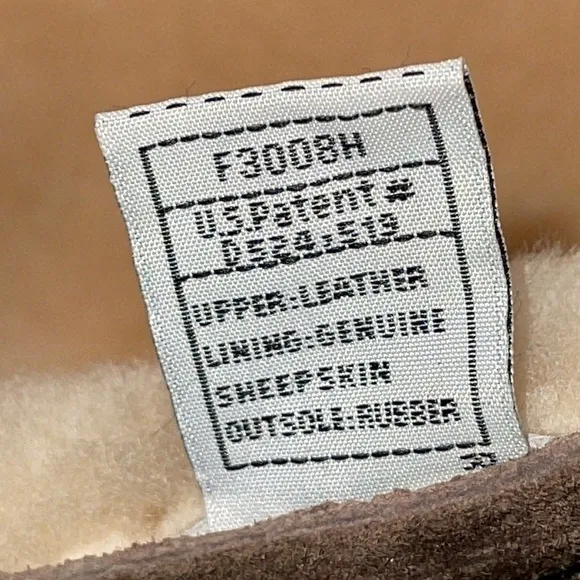 F3008H
U.S.Patent #
D524,519
UPPER:LEATHER
LINING:GENUINE
SHEEPSKIN
OUTSOLE:RUBBER